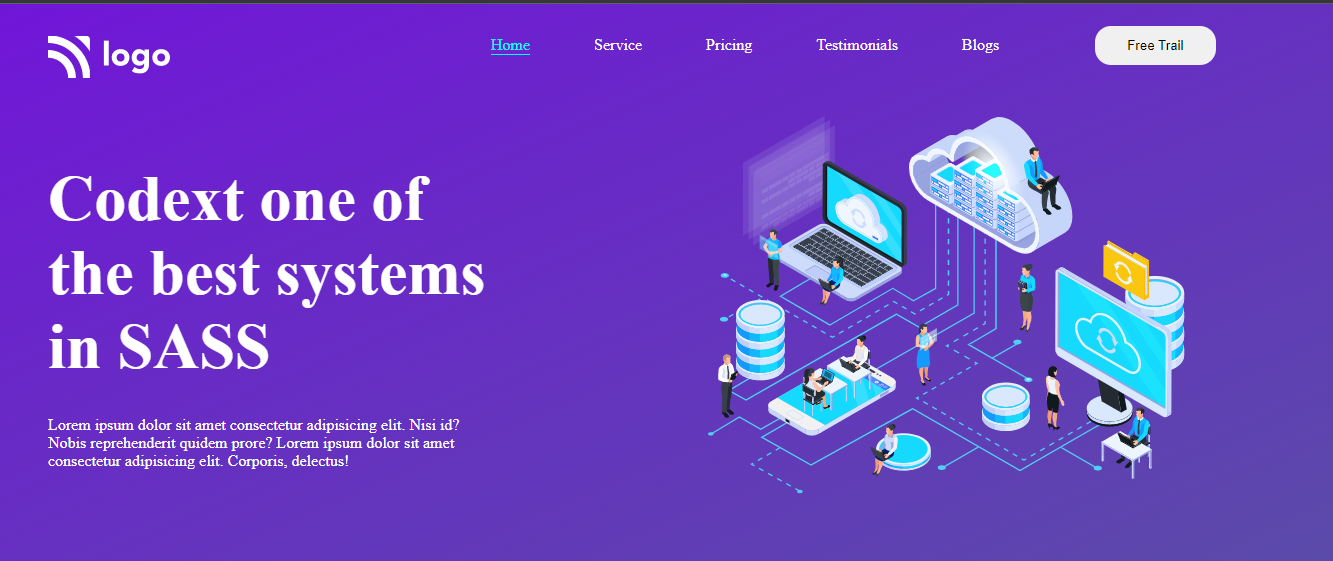 logo
Home
Service
Pricing
Testimonials
Blogs
Free Trail
Codext one of
the best systems
in SASS
Lorem ipsum dolor sit amet consectetur adipisicing elit. Nisi id?
Nobis reprehenderit quidem prore? Lorem ipsum dolor sit amet
consectetur adipisicing elit. Corporis, delectus!